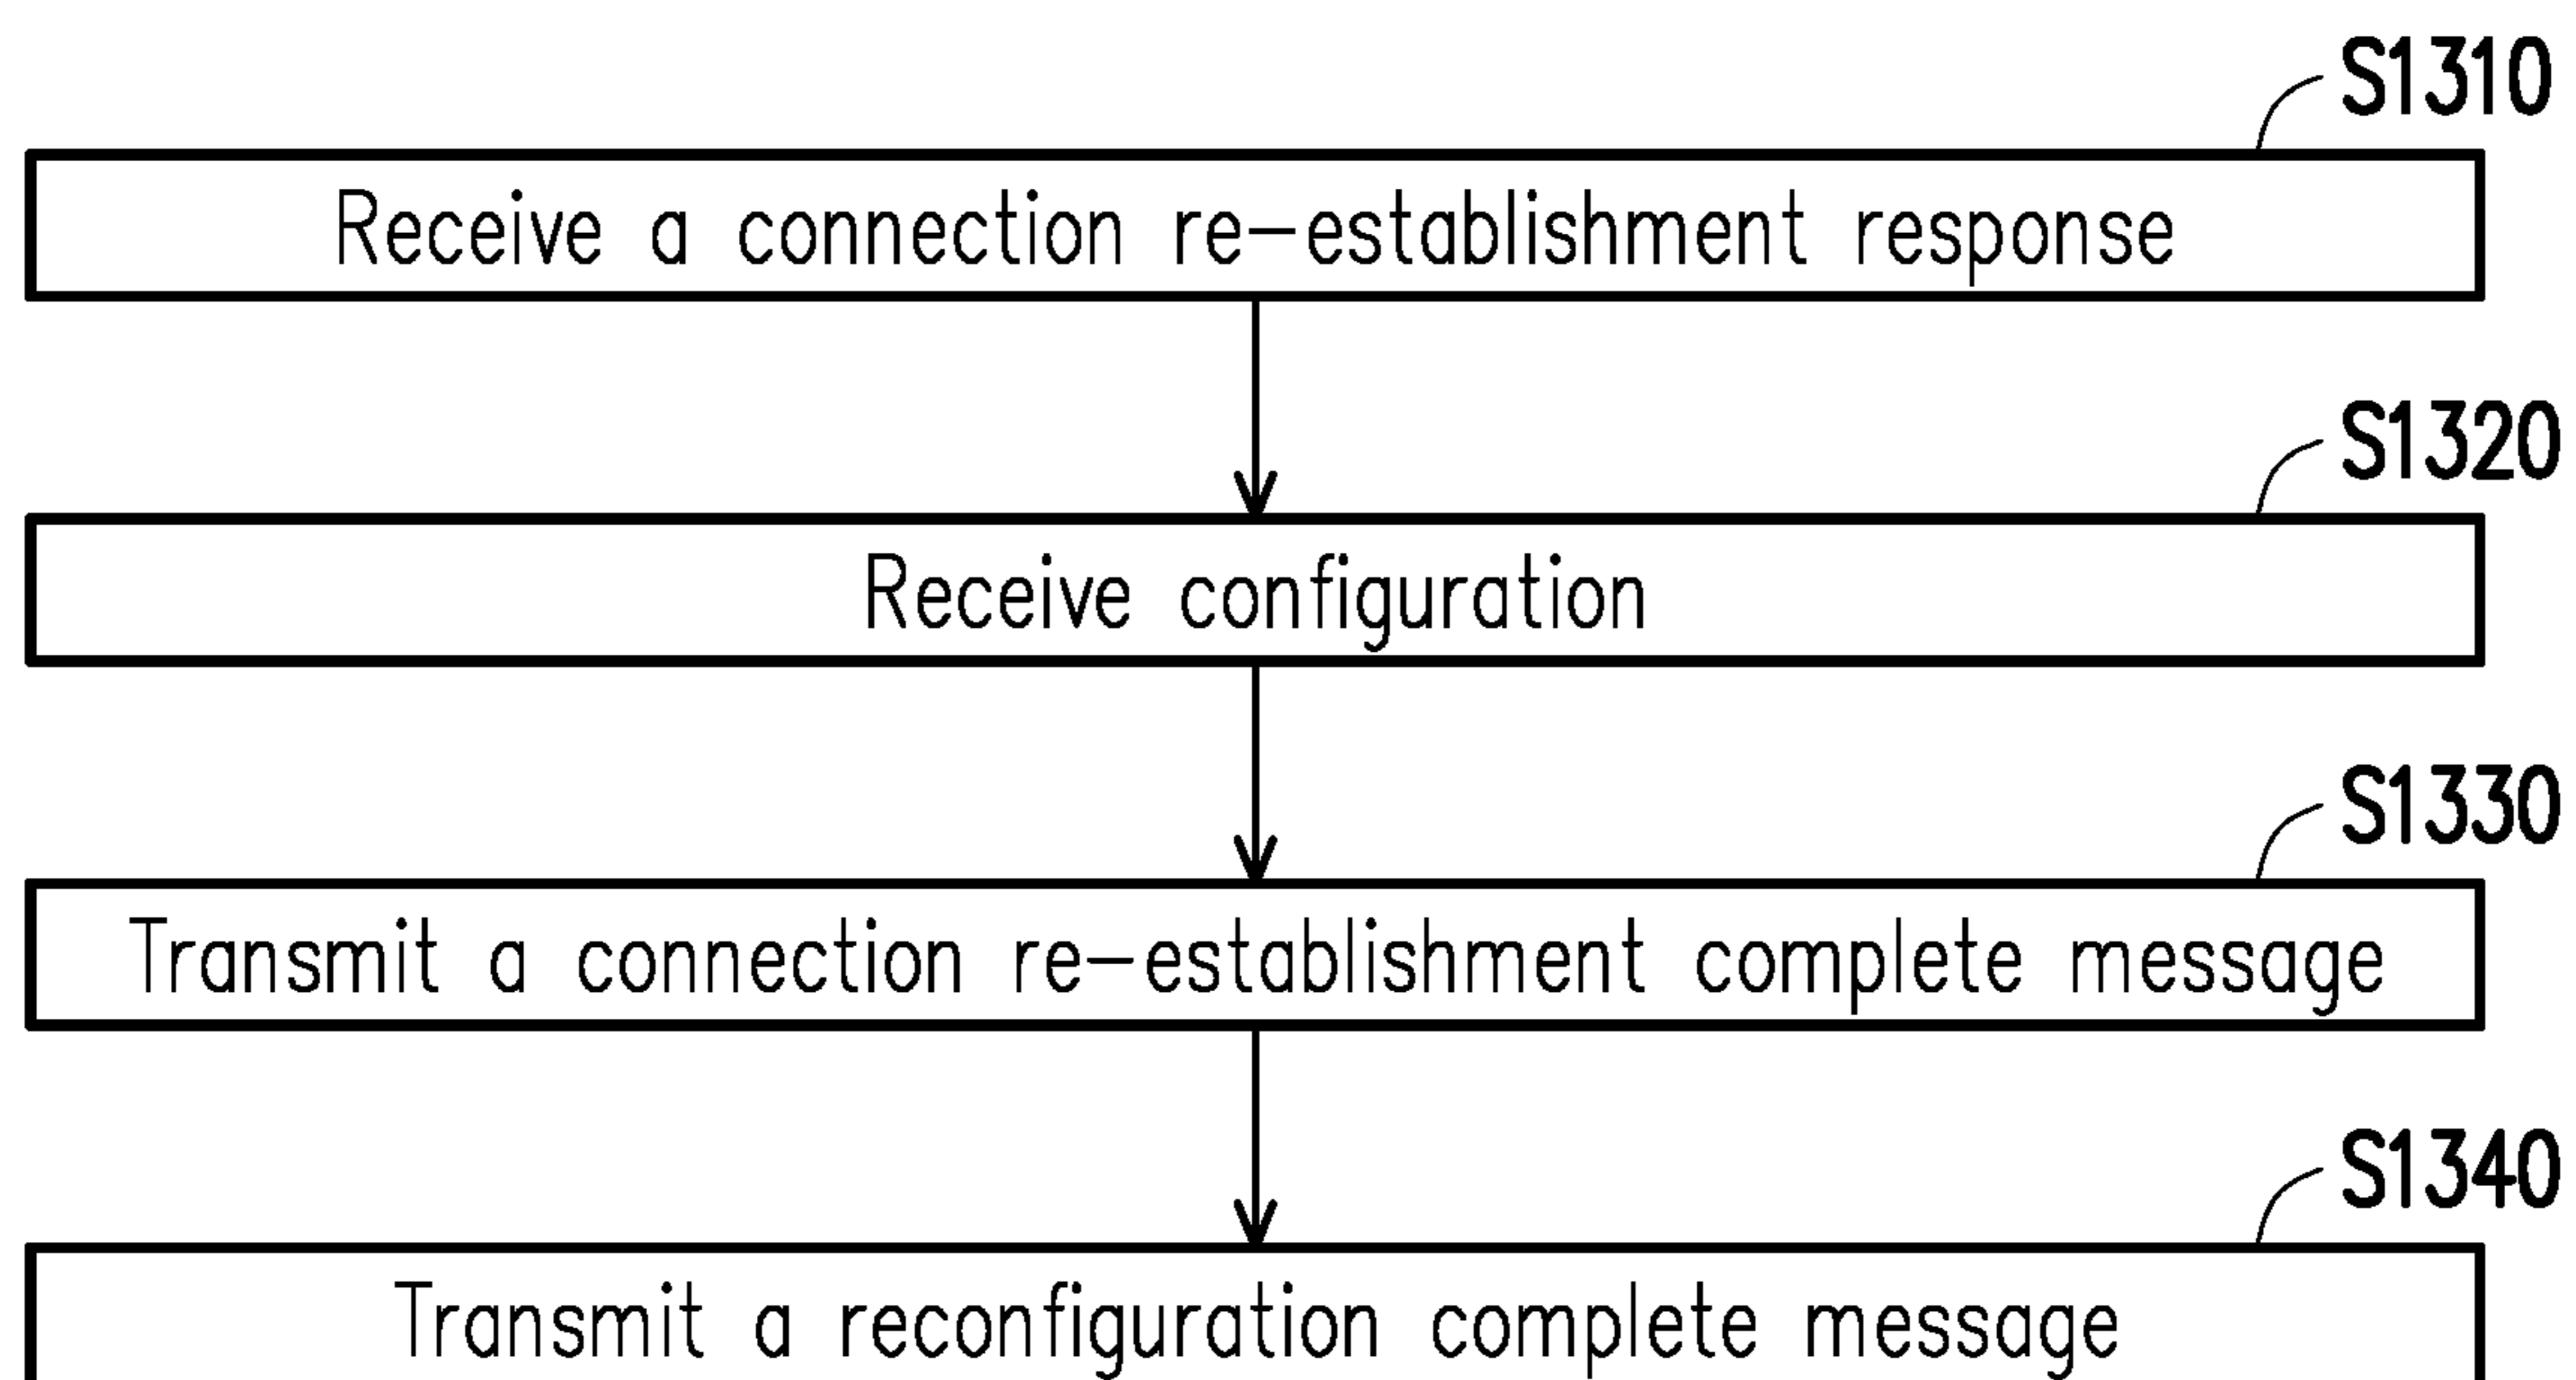 S1310
Receive a connection re-establishment response
S1320
Receive configuration
S1330
Transmit a connection re-establishment complete message
S1340
Transmit a reconfiguration complete message